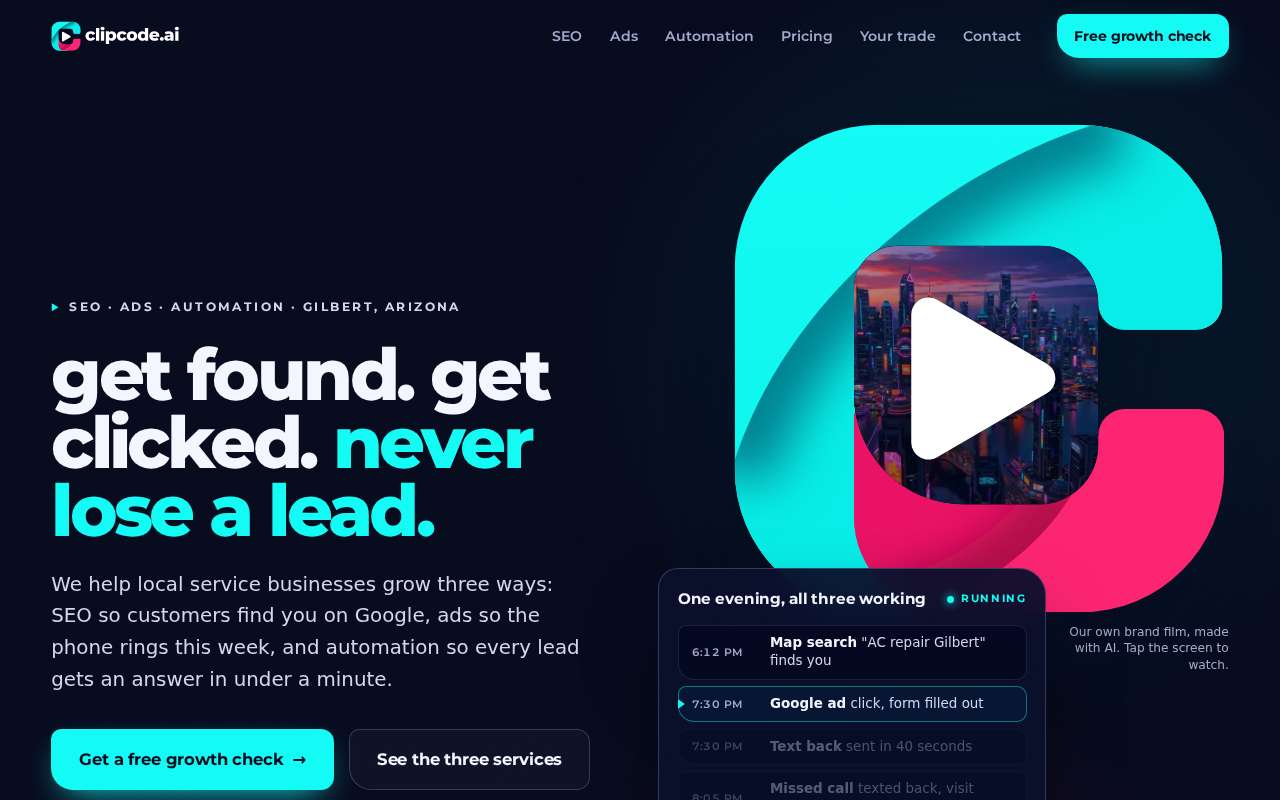 clipcode.ai
SEO
Ads
Automation
Pricing
Your trade
Contact
Free growth check
SEO · ADS · AUTOMATION · GILBERT, ARIZONA
get found. get
clicked. never
lose a lead.
We help local service businesses grow three ways:
SEO so customers find you on Google, ads so the
phone rings this week, and automation so every lead
gets an answer in under a minute.
Get a free growth check →
See the three services
One evening, all three working
RUNNING
6:12 PM
Map search "AC repair Gilbert"
finds you
7:30 PM
Google ad click, form filled out
7:30 PM
Text back sent in 40 seconds
8:05 PM
Missed call texted back, visit
Our own brand film, made
with AI. Tap the screen to
watch.